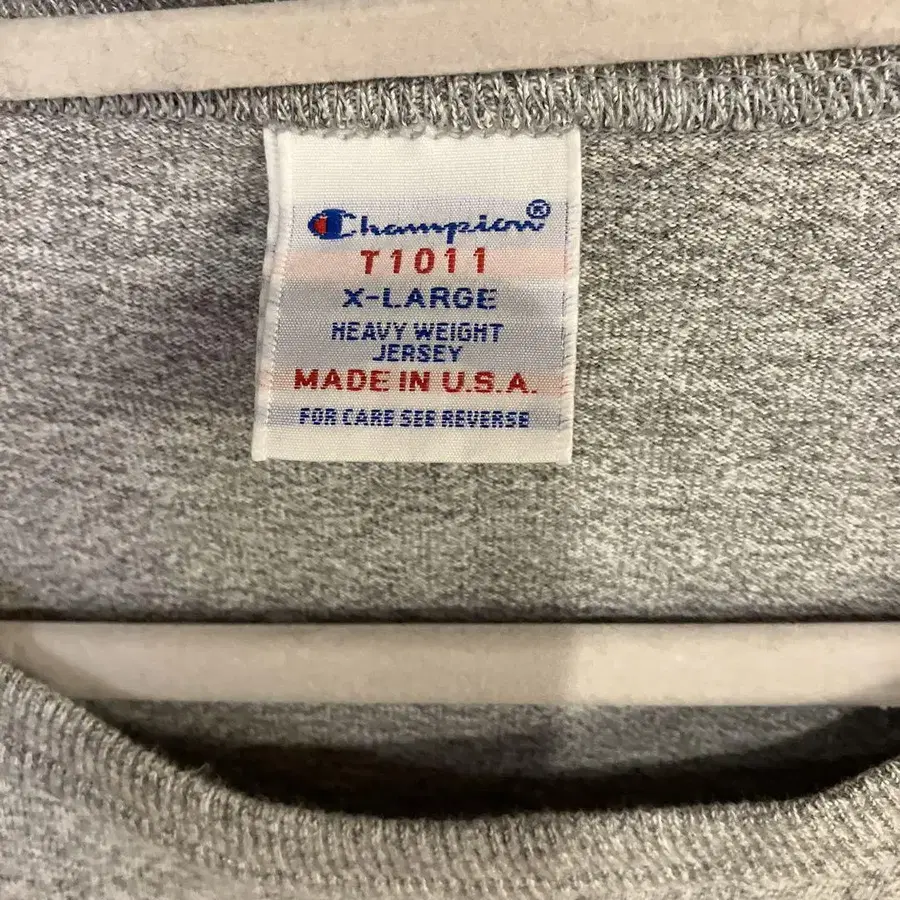 Champion®
T1011
X-LARGE
HEAVY WEIGHT
JERSEY
MADE IN U.S.A.
FOR CARE SEE REVERSE